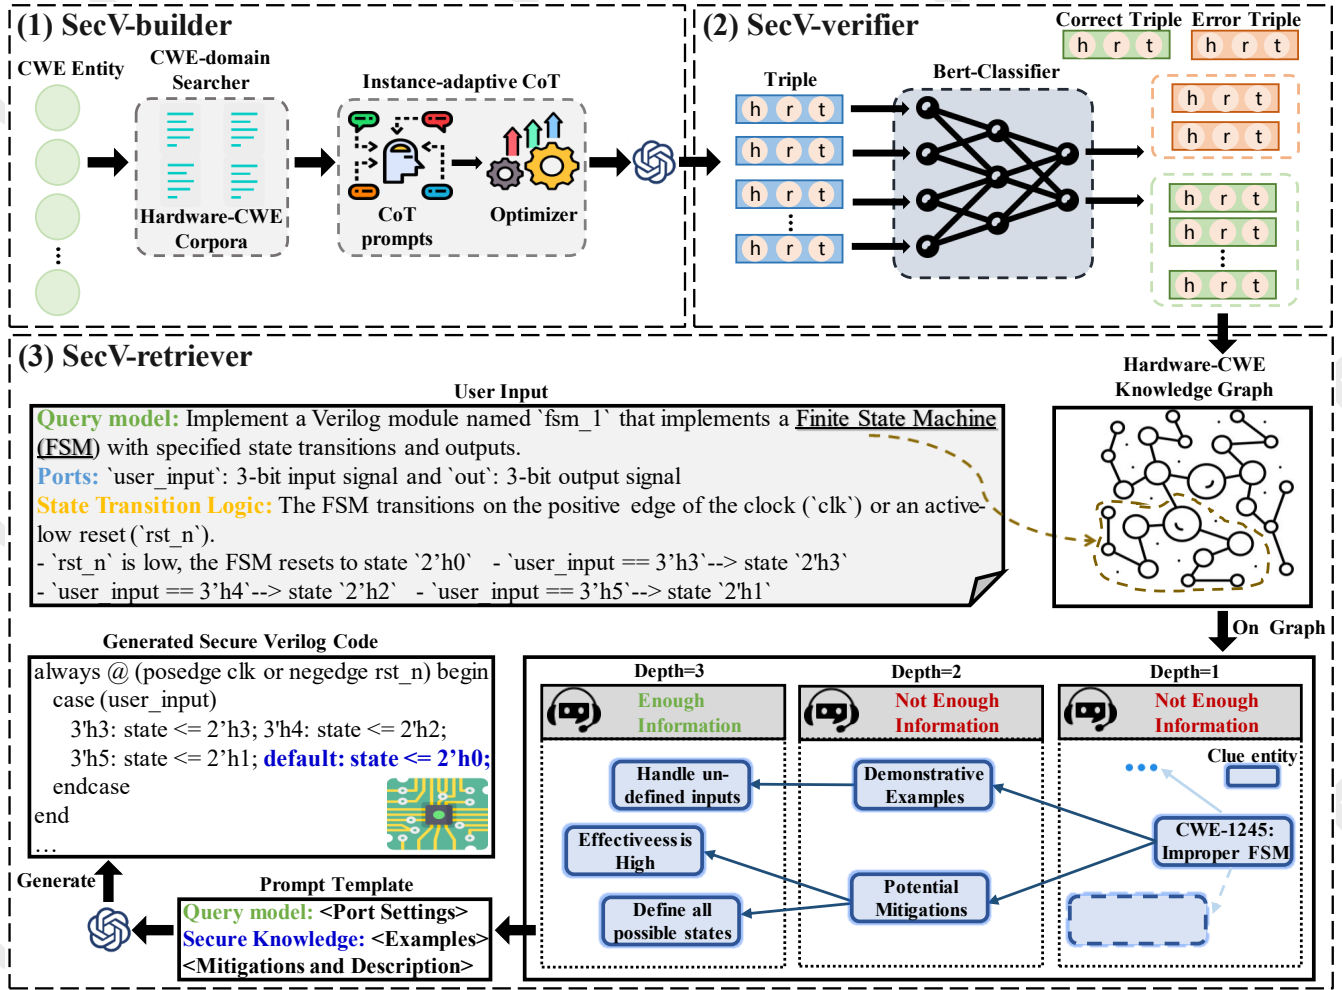 (1) SecV-builder
CWE Entity
CWE-domain
Searcher
Hardware-CWE
Corpora
Instance-adaptive CoT
CoT
prompts
Optimizer
(2) SecV-verifier
Correct Triple
h r t
Error Triple
h r t
Triple
h r t
h r t
h r t
h r t
Bert-Classifier
h r t
h r t
h r t
h r t
h r t
(3) SecV-retriever
User Input
Query model: Implement a Verilog module named `fsm_1` that implements a Finite State Machine
(FSM) with specified state transitions and outputs.
Ports: `user_input`: 3-bit input signal and `out`: 3-bit output signal
State Transition Logic: The FSM transitions on the positive edge of the clock (`clk`) or an active-
low reset (`rst_n`).
- `rst_n` is low, the FSM resets to state `2’h0` - `user_input == 3’h3`--> state `2'h3`
- `user_input == 3’h4`--> state `2’h2` - `user_input == 3’h5`--> state `2'h1`
Hardware-CWE
Knowledge Graph
On Graph
Generated Secure Verilog Code
always @ (posedge clk or negedge rst_n) begin
case (user_input)
3'h3: state <= 2’h3; 3'h4: state <= 2'h2;
3'h5: state <= 2’h1; default: state <= 2’h0;
endcase
end
…
Generate
Prompt Template
Query model: <Port Settings>
Secure Knowledge: <Examples>
<Mitigations and Description>
Depth=3
Enough
Information
Handle un-
defined inputs
Effectiveess is
High
Define all
possible states
Depth=2
Not Enough
Information
Demonstrative
Examples
Potential
Mitigations
Depth=1
Not Enough
Information
Clue entity
CWE-1245:
Improper FSM